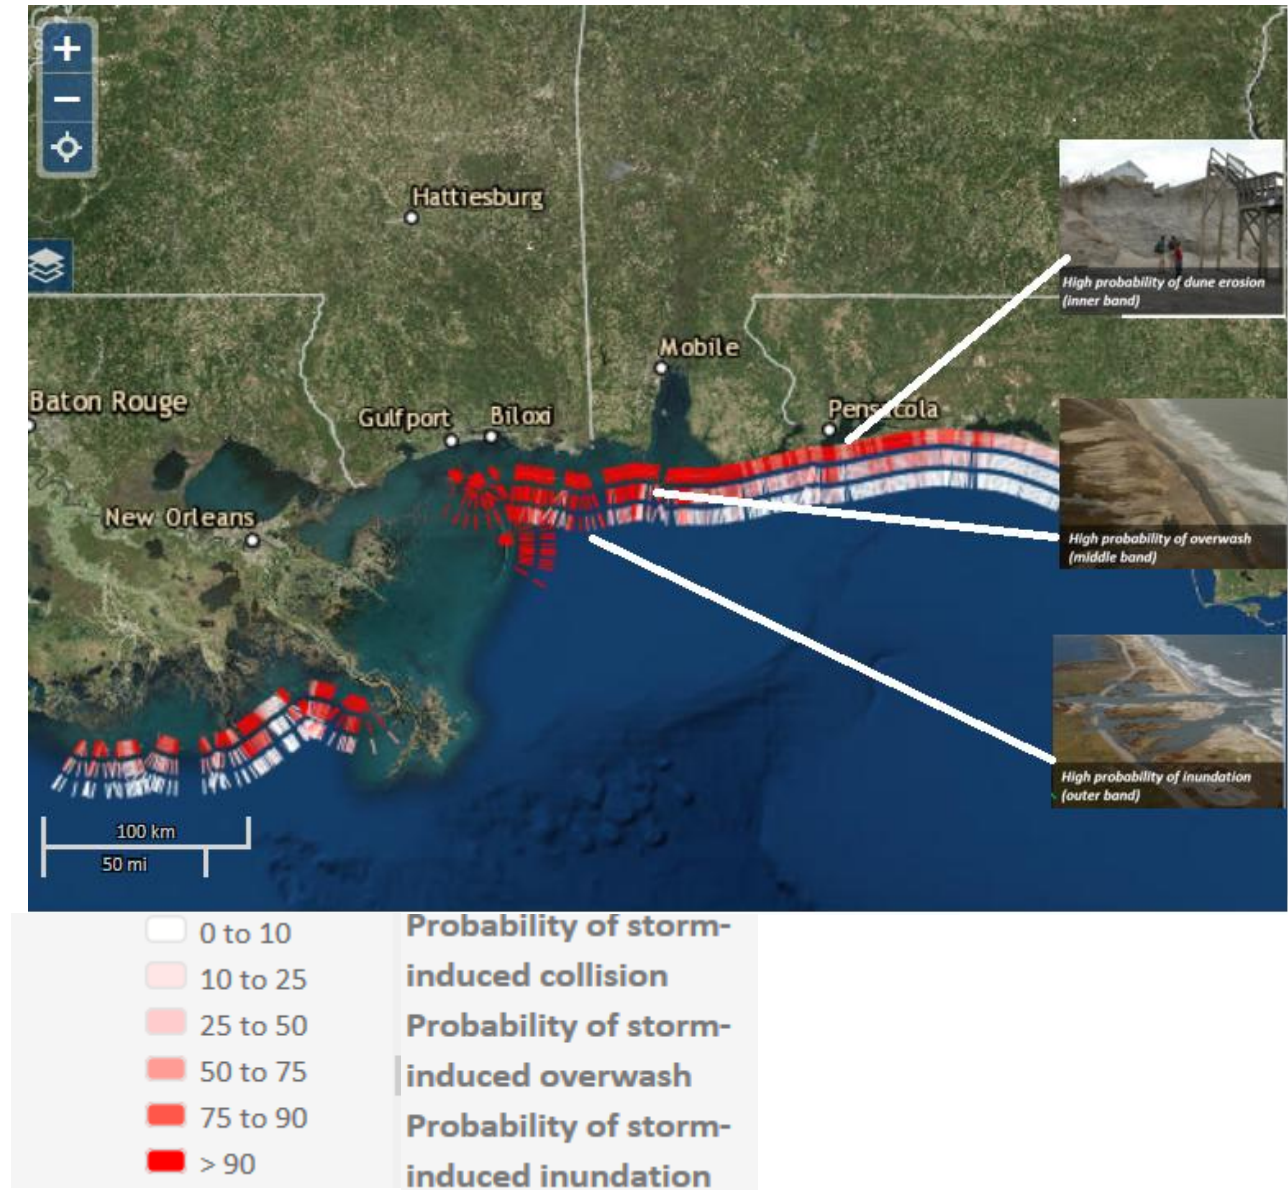 +
−
Hattiesburg
Mobile
Baton Rouge
Gulfport
Biloxi
Pensacola
New Orleans
High probability of dune erosion
(inner band)
High probability of overwash
(middle band)
High probability of inundation
(outer band)
100 km
50 mi
0 to 10
10 to 25
25 to 50
50 to 75
75 to 90
> 90
Probability of storm-
induced collision
Probability of storm-
induced overwash
Probability of storm-
induced inundation